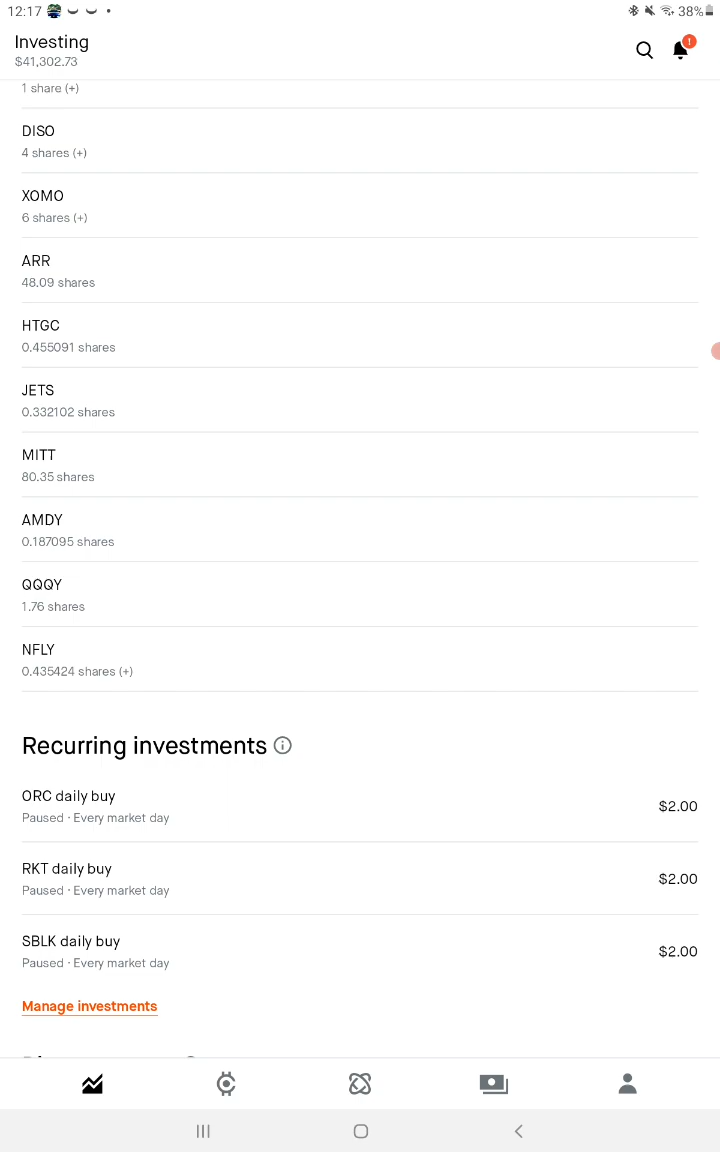 12:17
38%
Investing
$41,302.73
1
1 share (+)
DISO
4 shares (+)
XOMO
6 shares (+)
ARR
48.09 shares
HTGC
0.455091 shares
JETS
0.332102 shares
MITT
80.35 shares
AMDY
0.187095 shares
QQQY
1.76 shares
NFLY
0.435424 shares (+)
Recurring investments
ORC daily buy
Paused · Every market day
$2.00
RKT daily buy
Paused · Every market day
$2.00
SBLK daily buy
Paused · Every market day
$2.00
Manage investments